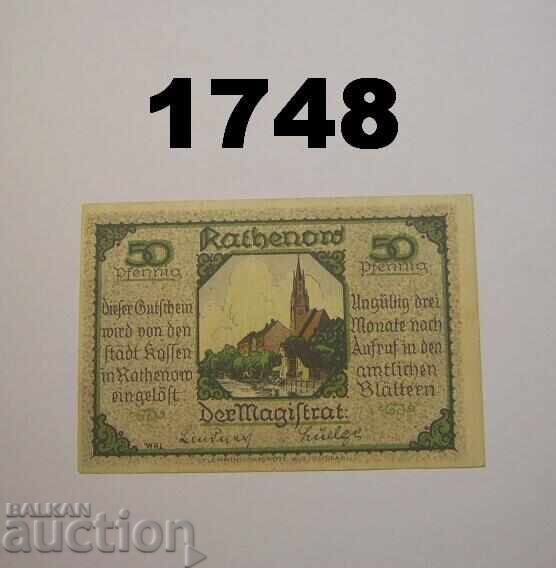 1748
Rathenow
50
Pfennig
50
Pfennig
Dieser Gutschein
wird von den
städt Kassen
in Rathenow
eingelöst
Ungültig drei
Monate nach
Aufruf in den
amtlichen
Blättern
der Magistrat:
BALKAN
auction